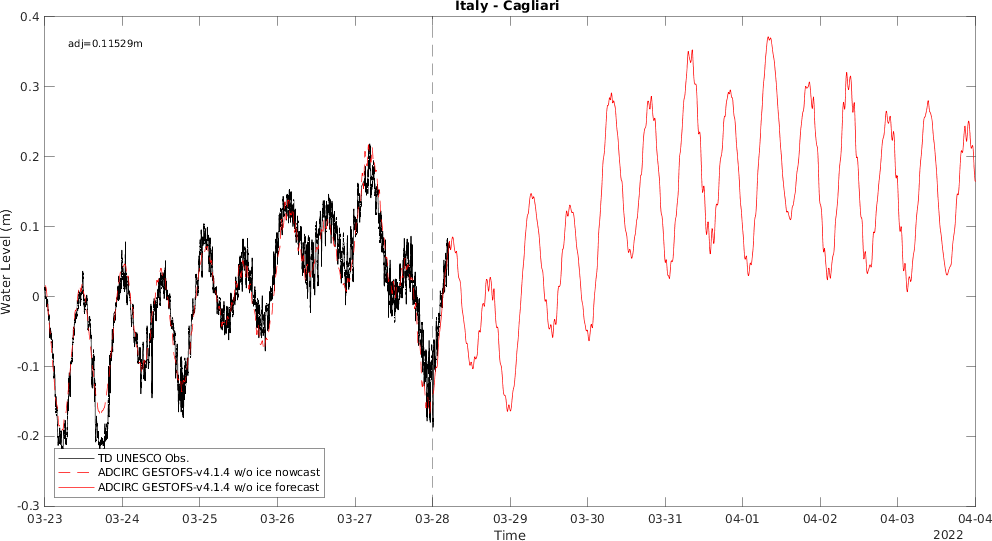 Italy - Cagliari
adj=0.11529m
0.4
0.3
0.2
0.1
0
-0.1
-0.2
-0.3
Water Level (m)
TD UNESCO Obs.
ADCIRC GESTOFS-v4.1.4 w/o ice nowcast
ADCIRC GESTOFS-v4.1.4 w/o ice forecast
03-23 03-24 03-25 03-26 03-27 03-28 03-29 03-30 03-31 04-01 04-02 04-03 04-04
Time
2022